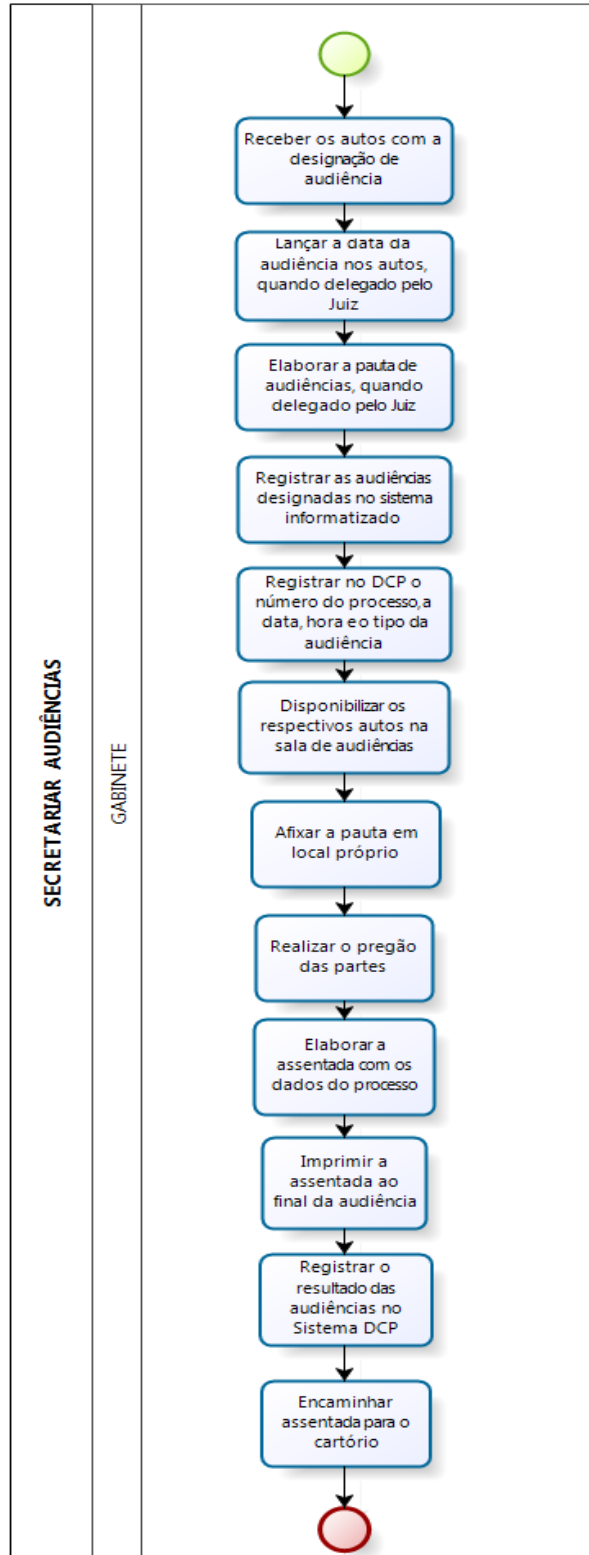 SECRETARIAR AUDIÊNCIAS
GABINETE
Receber os autos com a
designação de
audiência
Lançar a data da
audiência nos autos,
quando delegado pelo
Juiz
Elaborar a pauta de
audiências, quando
delegado pelo Juiz
Registrar as audiências
designadas no sistema
informatizado
Registrar no DCP o
número do processo, a
data, hora e o tipo da
audiência
Disponibilizar os
respectivos autos na
sala de audiências
Afixar a pauta em
local próprio
Realizar o pregão
das partes
Elaborar a
assentada com os
dados do processo
Imprimir a
assentada ao
final da audiência
Registrar o
resultado das
audiências no
Sistema DCP
Encaminhar
assentada para o
cartório